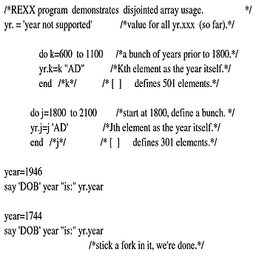 /*REXX program demonstrates disjointed array usage. */
yr. = 'year not supported' /*value for all yr.xxx (so far).*/
do k=600 to 1100 /*a bunch of years prior to 1800.*/
yr.k=k "AD" /*Kth element as the year itself.*/
end /*k*/ /* [ ] defines 501 elements.*/
do j=1800 to 2100 /*start at 1800, define a bunch. */
yr.j=j 'AD' /*Jth element as the year itself.*/
end /*j*/ /* [ ] defines 301 elements.*/
year=1946
say 'DOB' year "is:" yr.year
year=1744
say 'DOB' year "is:" yr.year
/*stick a fork in it, we're done.*/